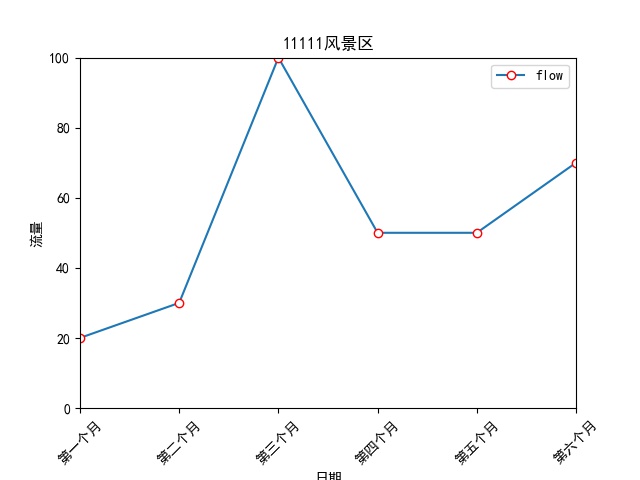 11111风景区
flow
流量
100
80
60
40
20
0
第一个月
第二个月
第三个月
第四个月
第五个月
第六个月
日期